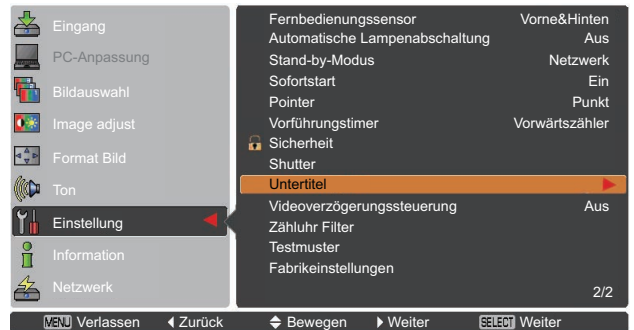 Eingang
PC-Anpassung
Bildauswahl
Image adjust
Format Bild
Ton
Einstellung
Information
Netzwerk
Fernbedienungssensor Vorne&Hinten
Automatische Lampenabschaltung Aus
Stand-by-Modus Netzwerk
Sofortstart Ein
Pointer Punkt
Vorführungstimer Vorwärtszähler
Sicherheit
Shutter
Untertitel
Videoverzögerungssteuerung Aus
Zähluhr Filter
Testmuster
Fabrikeinstellungen
2/2
MENU Verlassen Zurück Bewegen Weiter SELECT Weiter